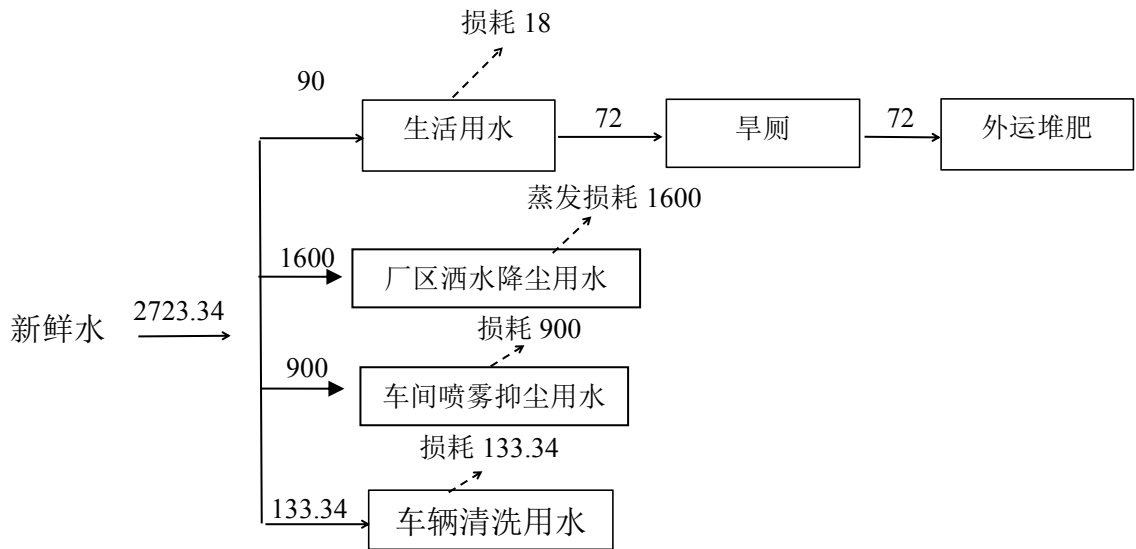 损耗 18
90
生活用水
72
旱厕
72
外运堆肥
蒸发损耗 1600
1600
厂区洒水降尘用水
新鲜水
2723.34
损耗 900
900
车间喷雾抑尘用水
损耗 133.34
133.34
车辆清洗用水